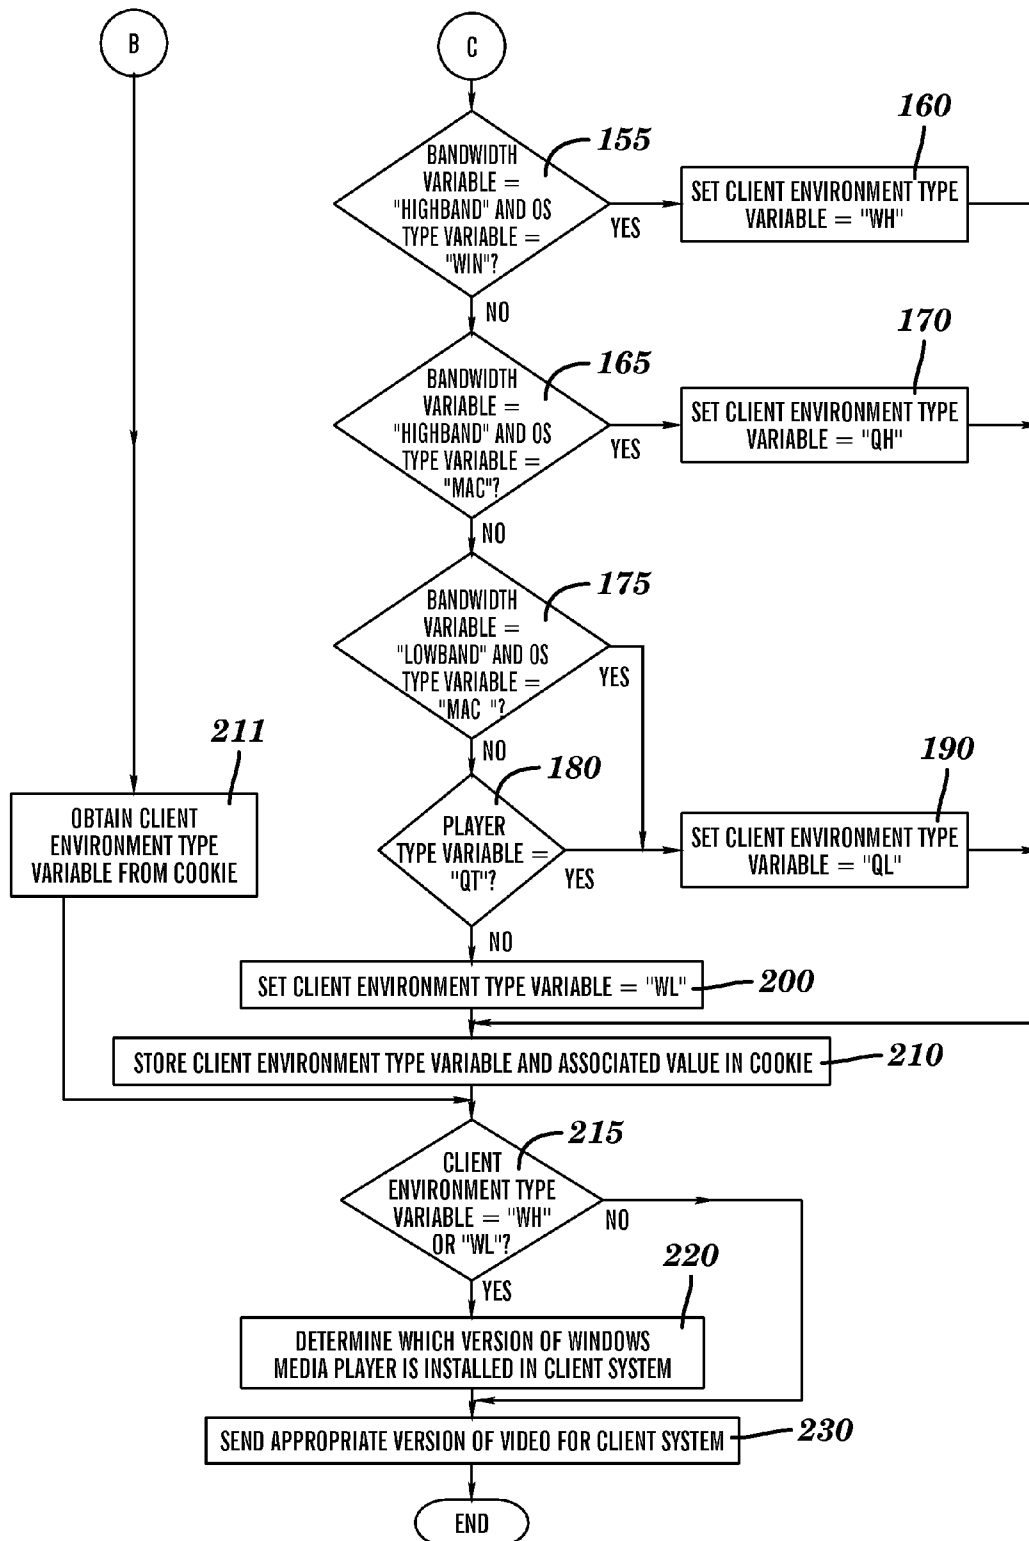 B
C
155
BANDWIDTH
VARIABLE =
"HIGHBAND" AND OS
TYPE VARIABLE =
"WIN"?
YES
NO
160
SET CLIENT ENVIRONMENT TYPE
VARIABLE = "WH"
165
BANDWIDTH
VARIABLE =
"HIGHBAND" AND OS
TYPE VARIABLE =
"MAC"?
YES
NO
170
SET CLIENT ENVIRONMENT TYPE
VARIABLE = "QH"
175
BANDWIDTH
VARIABLE =
"LOWBAND" AND OS
TYPE VARIABLE =
"MAC "?
YES
NO
211
OBTAIN CLIENT
ENVIRONMENT TYPE
VARIABLE FROM COOKIE
180
PLAYER
TYPE VARIABLE =
"QT"?
YES
NO
190
SET CLIENT ENVIRONMENT TYPE
VARIABLE = "QL"
SET CLIENT ENVIRONMENT TYPE VARIABLE = "WL"
200
STORE CLIENT ENVIRONMENT TYPE VARIABLE AND ASSOCIATED VALUE IN COOKIE
210
215
CLIENT
ENVIRONMENT TYPE
VARIABLE = "WH"
OR "WL"?
NO
YES
220
DETERMINE WHICH VERSION OF WINDOWS
MEDIA PLAYER IS INSTALLED IN CLIENT SYSTEM
SEND APPROPRIATE VERSION OF VIDEO FOR CLIENT SYSTEM
230
END